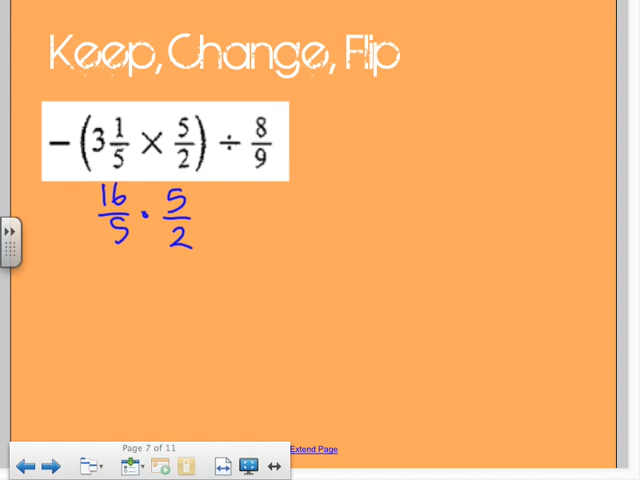 Keep, Change, Flip
− (3 1/5 × 5/2) ÷ 8/9
16/5 · 5/2
Extend Page
Page 7 of 11